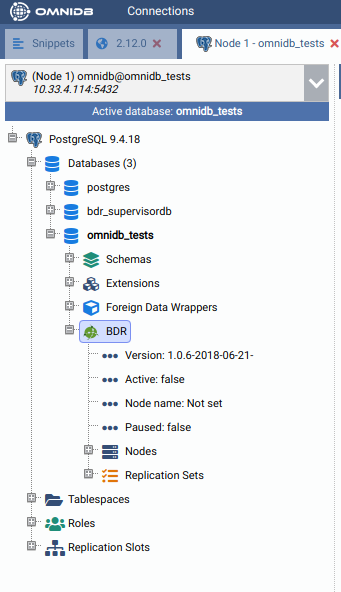 OMNIDB Connections
Snippets 2.12.0 Node 1 - omnidb_tests
(Node 1) omnidb@omnidb_tests
10.33.4.114:5432
Active database: omnidb_tests
PostgreSQL 9.4.18
Databases (3)
postgres
bdr_supervisordb
omnidb_tests
Schemas
Extensions
Foreign Data Wrappers
BDR
Version: 1.0.6-2018-06-21-
Active: false
Node name: Not set
Paused: false
Nodes
Replication Sets
Tablespaces
Roles
Replication Slots